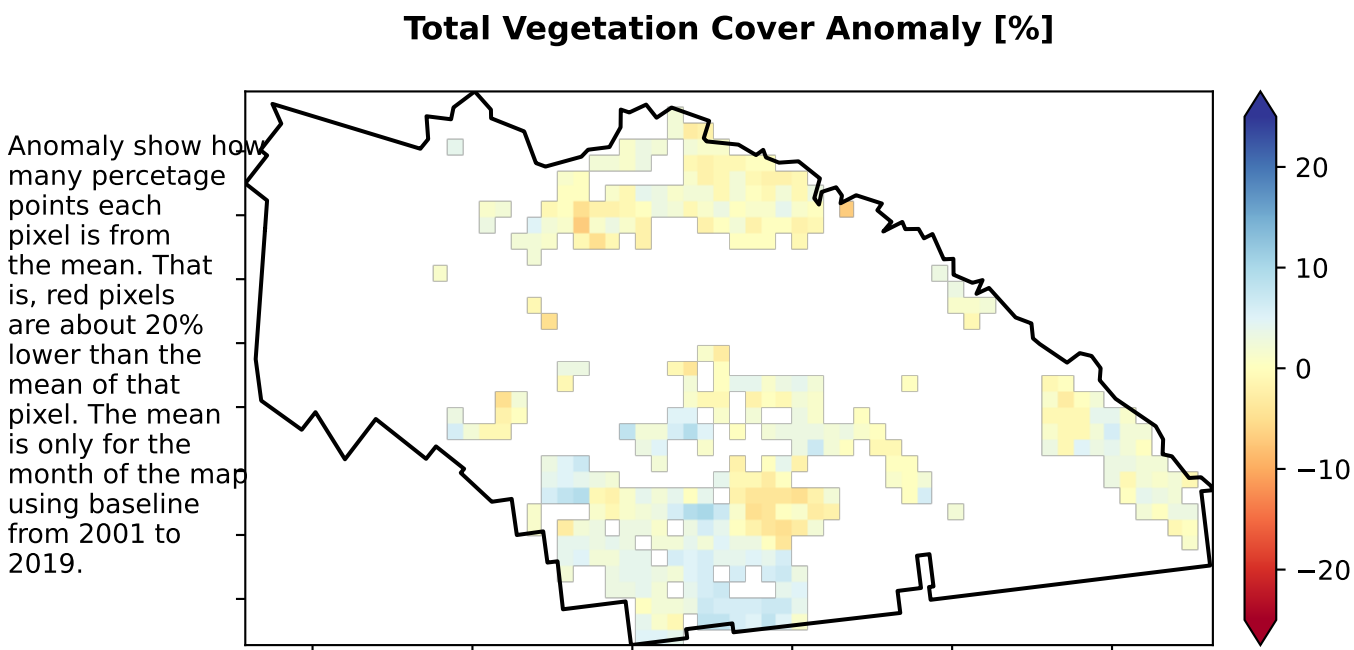 Total Vegetation Cover Anomaly [%]
Anomaly show how
many percetage
points each
pixel is from
the mean. That
is, red pixels
are about 20%
lower than the
mean of that
pixel. The mean
is only for the
month of the map
using baseline
from 2001 to
2019.
20
10
0
−10
−20